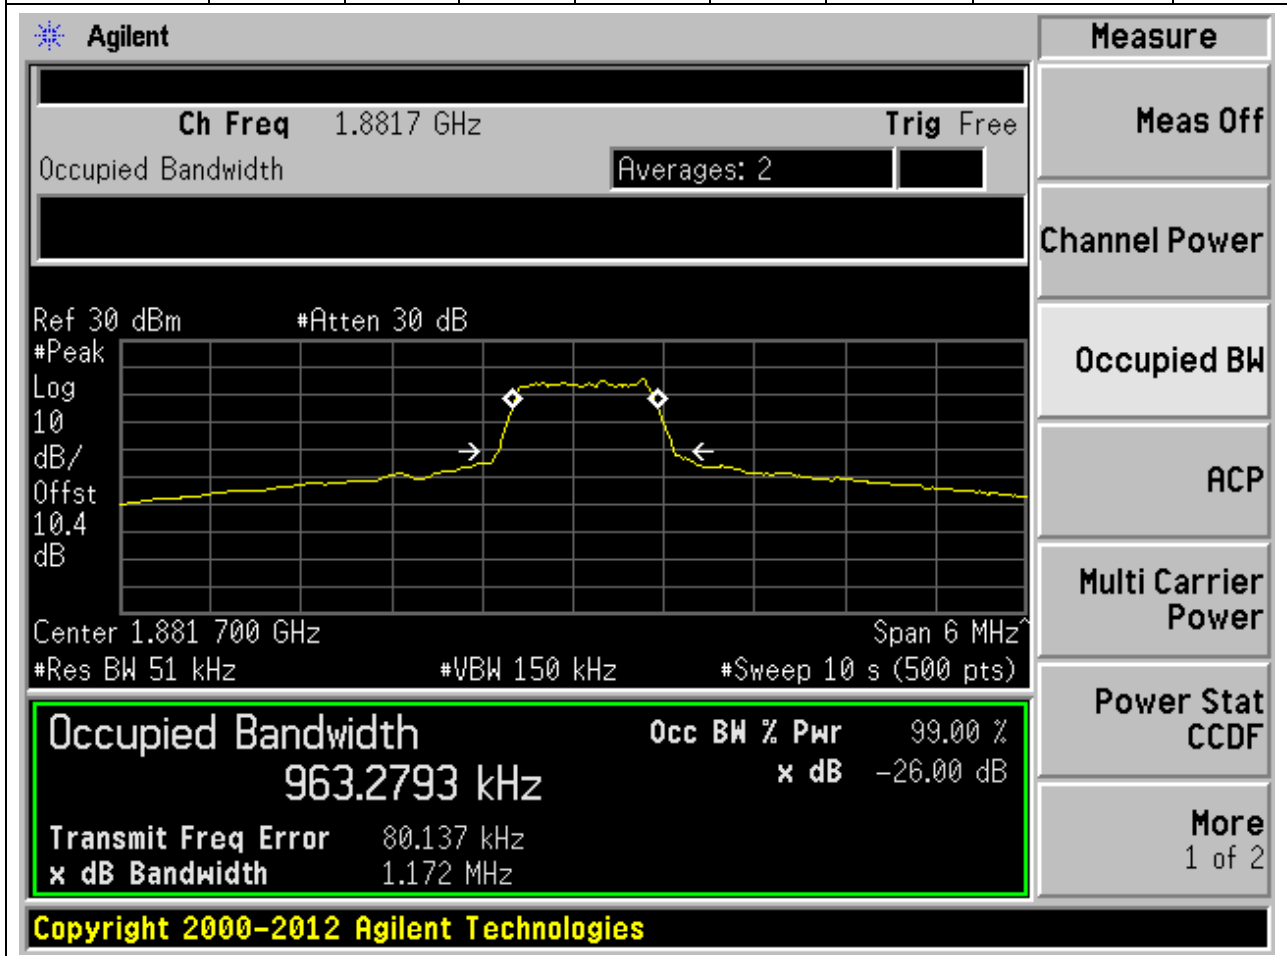 Agilent
Measure
Ch Freq 1.8817 GHz Trig Free
Occupied Bandwidth Averages: 2
Ref 30 dBm #Atten 30 dB
#Peak
Log
10
dB/
Offst
10.4
dB
Center 1.881 700 GHz Span 6 MHz^
#Res BW 51 kHz #VBW 150 kHz #Sweep 10 s (500 pts)
Occupied Bandwidth Occ BW % Pwr 99.00 %
963.2793 kHz x dB -26.00 dB
Transmit Freq Error 80.137 kHz
x dB Bandwidth 1.172 MHz
Copyright 2000-2012 Agilent Technologies
Meas Off
Channel Power
Occupied BW
ACP
Multi Carrier
Power
Power Stat
CCDF
More
1 of 2